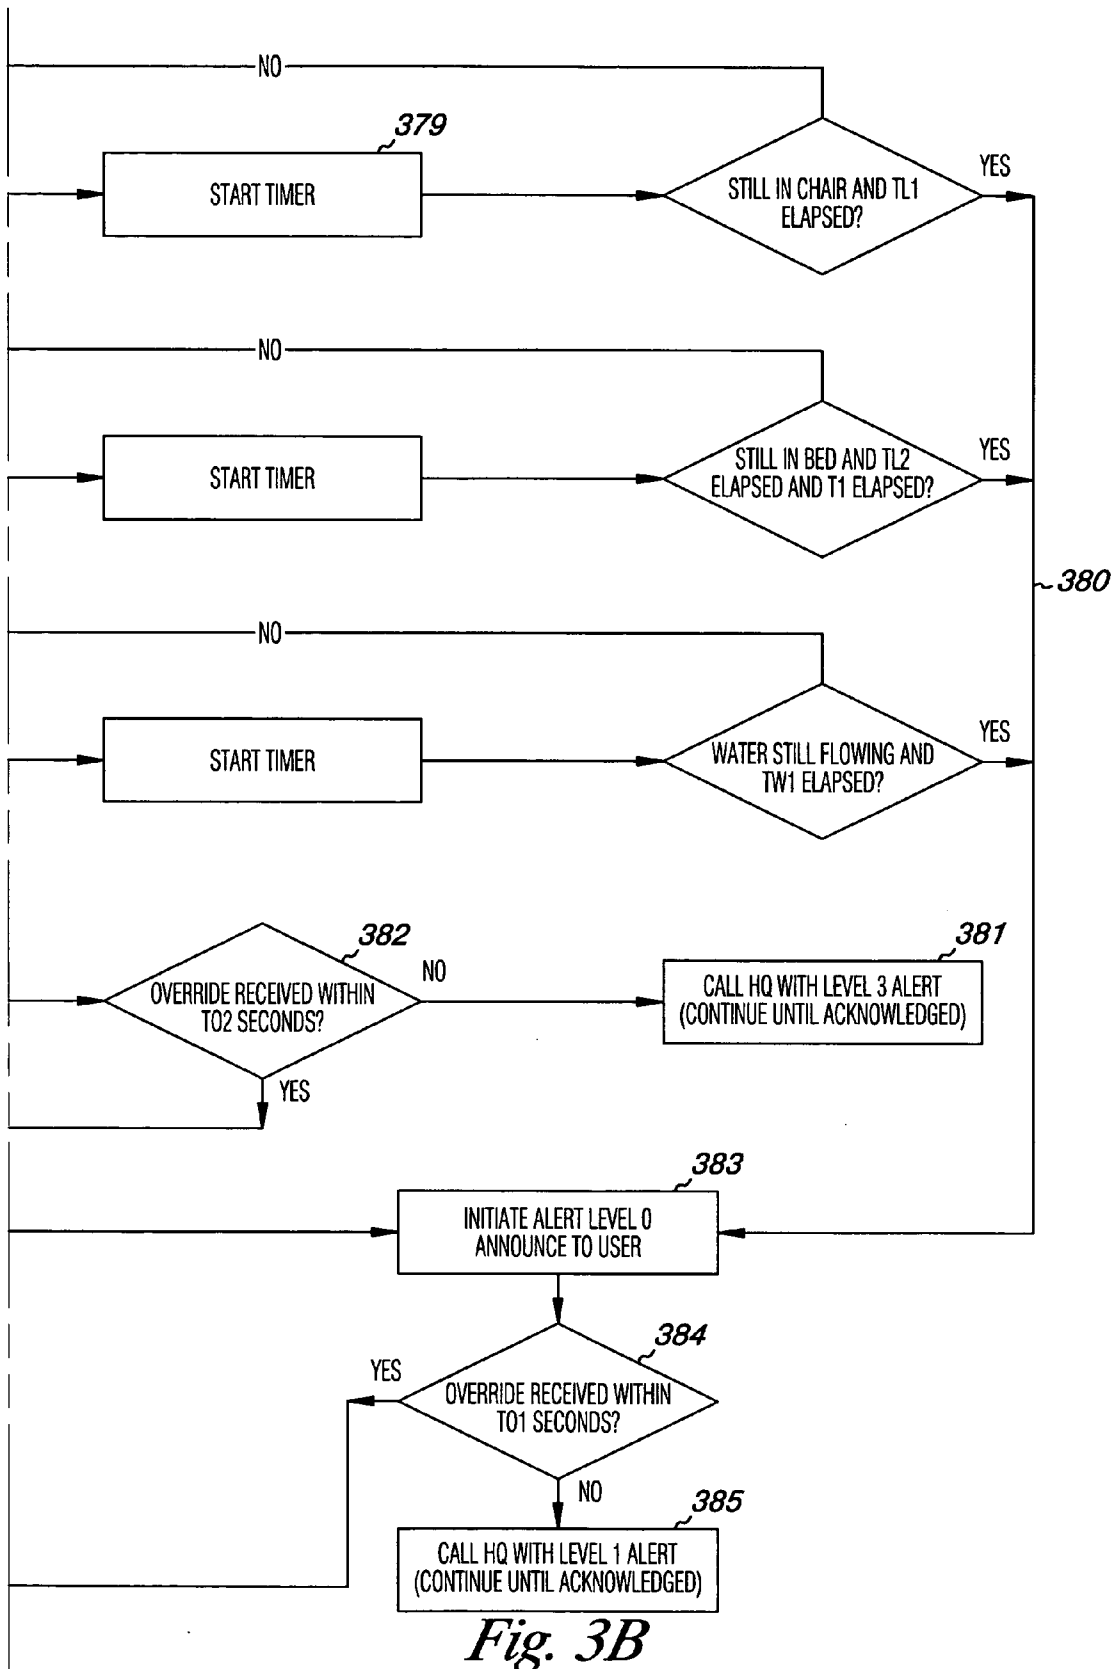 NO
379
START TIMER
STILL IN CHAIR AND TL1
ELAPSED?
YES
NO
START TIMER
STILL IN BED AND TL2
ELAPSED AND T1 ELAPSED?
YES
380
NO
START TIMER
WATER STILL FLOWING AND
TW1 ELAPSED?
YES
382
OVERRIDE RECEIVED WITHIN
TO2 SECONDS?
NO
YES
381
CALL HQ WITH LEVEL 3 ALERT
(CONTINUE UNTIL ACKNOWLEDGED)
383
INITIATE ALERT LEVEL 0
ANNOUNCE TO USER
384
YES
OVERRIDE RECEIVED WITHIN
TO1 SECONDS?
NO
385
CALL HQ WITH LEVEL 1 ALERT
(CONTINUE UNTIL ACKNOWLEDGED)
Fig. 3B